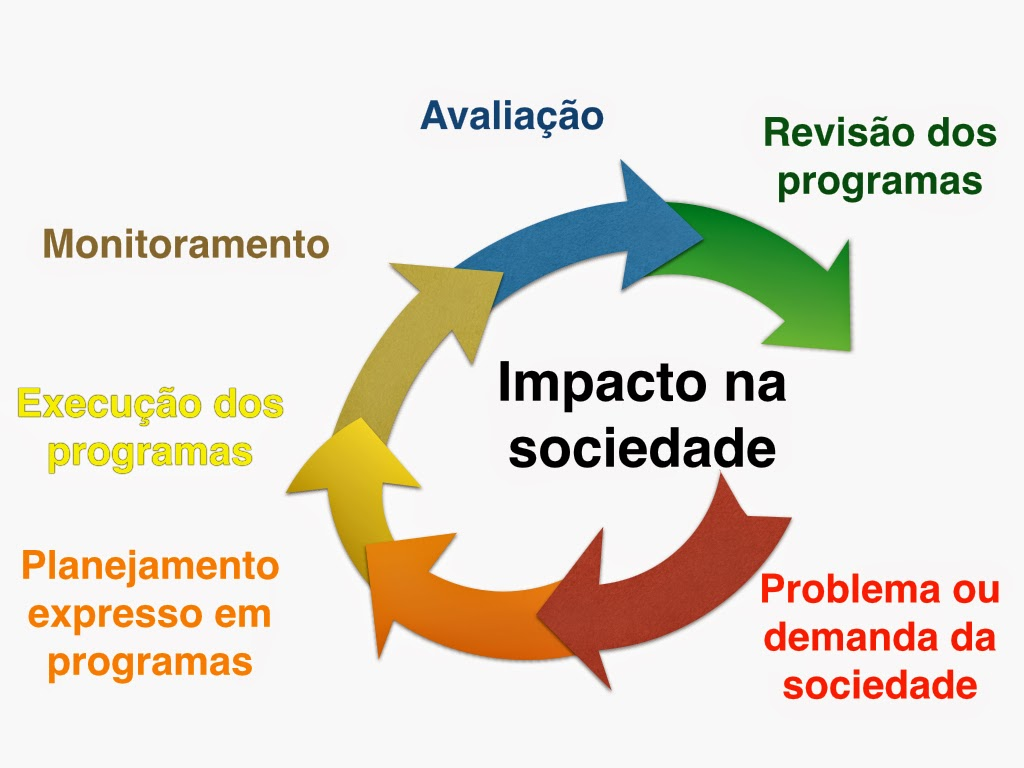 Avaliação
Revisão dos
programas
Monitoramento
Impacto na
sociedade
Execução dos
programas
Planejamento
expresso em
programas
Problema ou
demanda da
sociedade